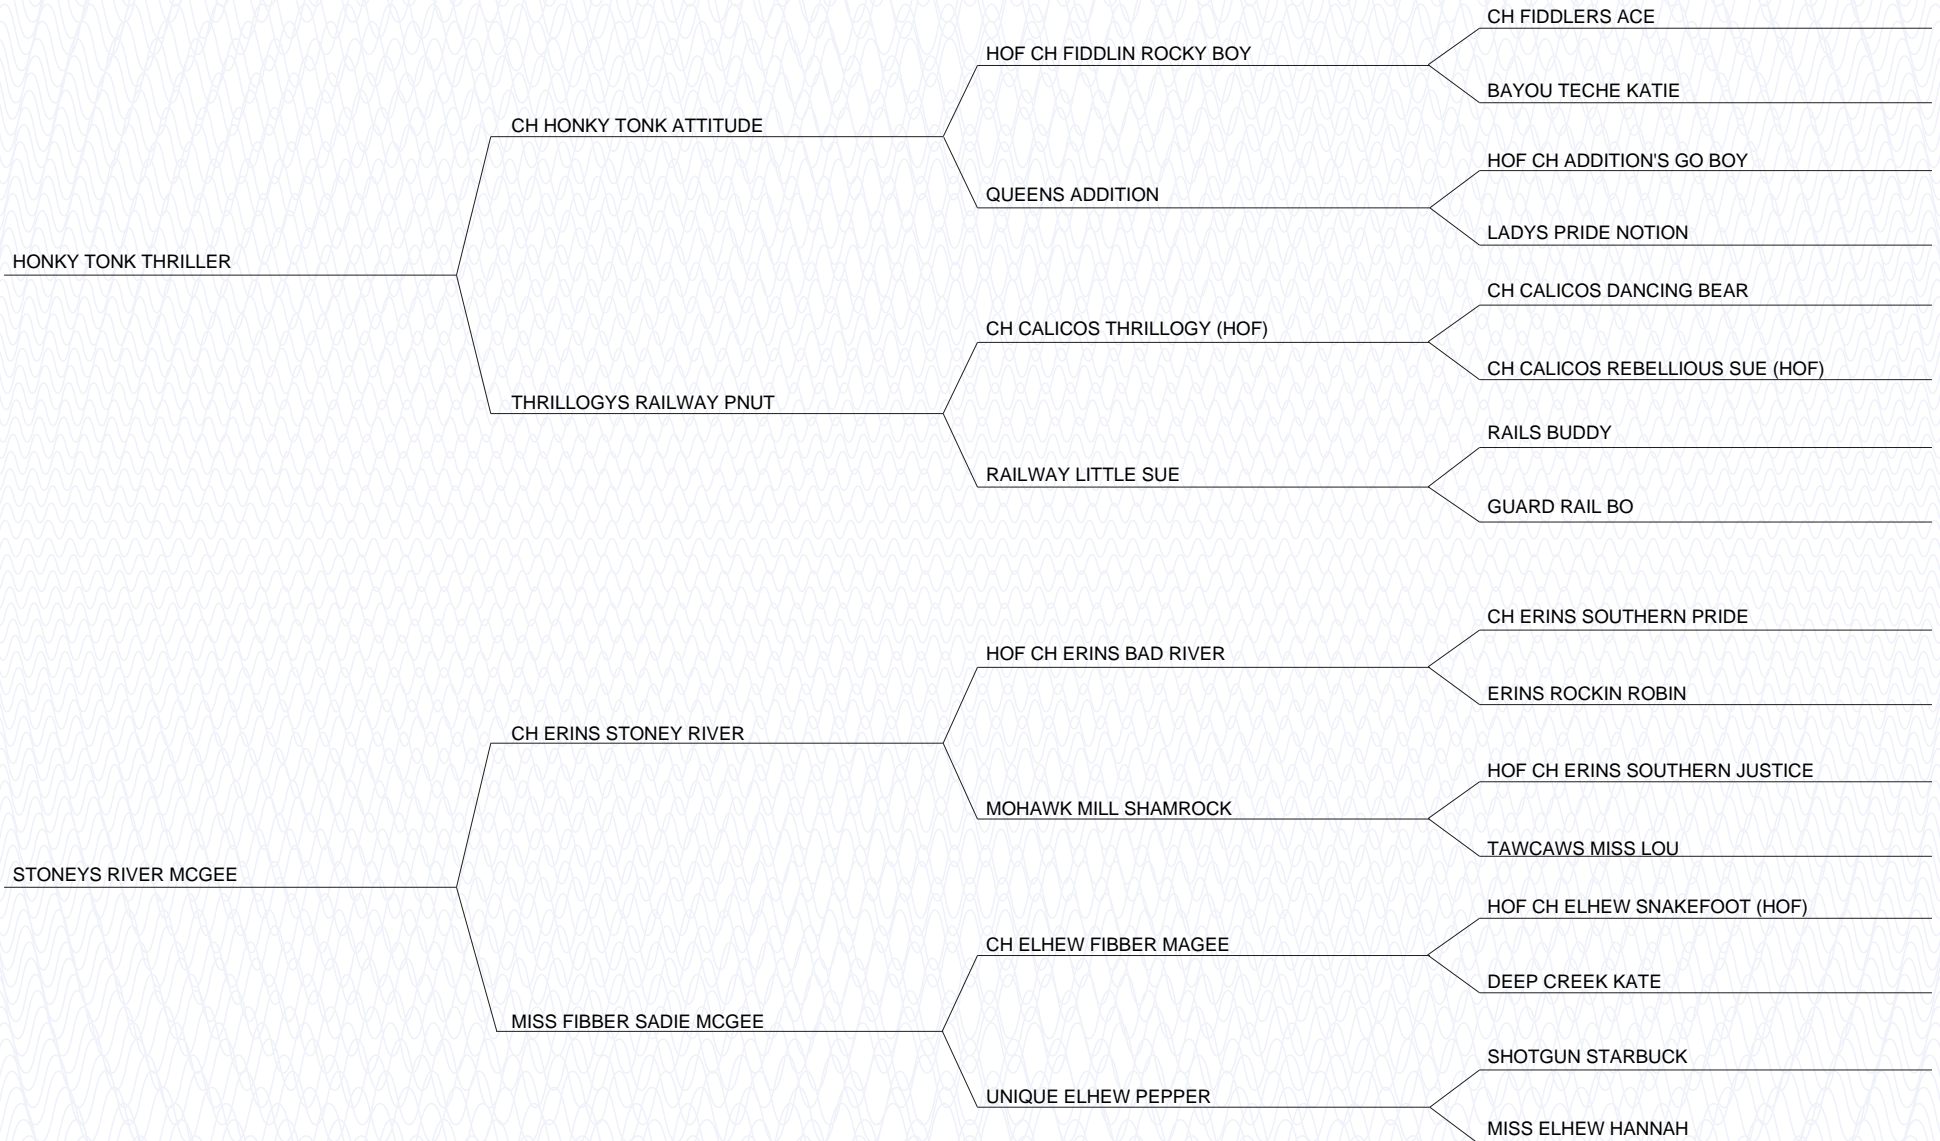 CH FIDDLERS ACE
HOF CH FIDDLIN ROCKY BOY
BAYOU TECHE KATIE
CH HONKY TONK ATTITUDE
HOF CH ADDITION'S GO BOY
QUEENS ADDITION
LADYS PRIDE NOTION
HONKY TONK THRILLER
CH CALICOS DANCING BEAR
CH CALICOS THRILLOGY (HOF)
CH CALICOS REBELLIOUS SUE (HOF)
THRILLOGYS RAILWAY PNUT
RAILS BUDDY
RAILWAY LITTLE SUE
GUARD RAIL BO
CH ERINS SOUTHERN PRIDE
HOF CH ERINS BAD RIVER
ERINS ROCKIN ROBIN
CH ERINS STONEY RIVER
HOF CH ERINS SOUTHERN JUSTICE
MOHAWK MILL SHAMROCK
TAWCAWS MISS LOU
STONEYS RIVER MCGEE
HOF CH ELHEW SNAKEFOOT (HOF)
CH ELHEW FIBBER MAGEE
DEEP CREEK KATE
MISS FIBBER SADIE MCGEE
SHOTGUN STARBUCK
UNIQUE ELHEW PEPPER
MISS ELHEW HANNAH